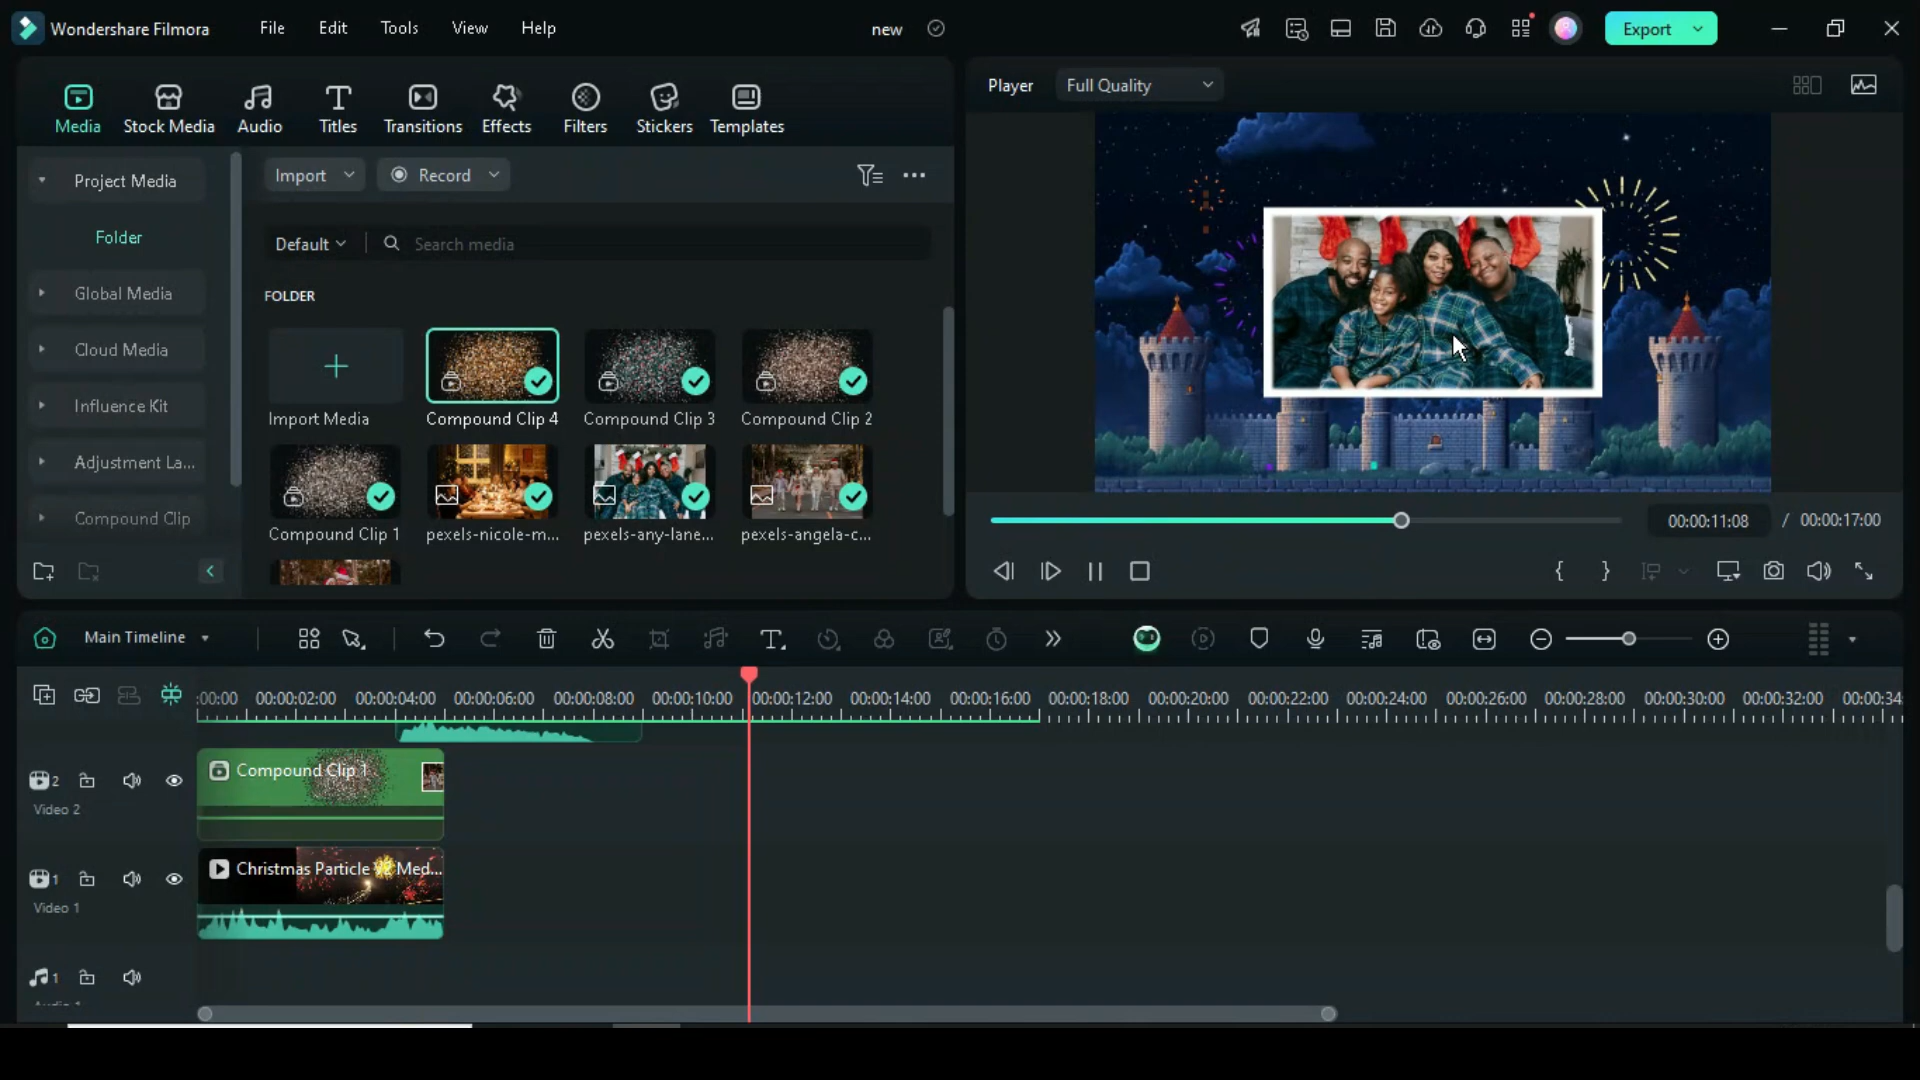 Wondershare Filmora File Edit Tools View Help new Export
Media Stock Media Audio Titles Transitions Effects Filters Stickers Templates
Player Full Quality
Project Media
Folder
Global Media
Cloud Media
Influence Kit
Adjustment La...
Compound Clip
Import Record
Default Search media
FOLDER
Import Media Compound Clip 4 Compound Clip 3 Compound Clip 2
Compound Clip 1 pexels-nicole-m... pexels-any-lane... pexels-angela-c...
00:00:11:08 / 00:00:17:00
Main Timeline
:00:00 00:00:02:00 00:00:04:00 00:00:06:00 00:00:08:00 00:00:10:00 00:00:12:00 00:00:14:00 00:00:16:00 00:00:18:00 00:00:20:00 00:00:22:00 00:00:24:00 00:00:26:00 00:00:28:00 00:00:30:00 00:00:32:00 00:00:34:
2
Video 2
Compound Clip 1
1
Video 1
Christmas Particle V2 Med...
1